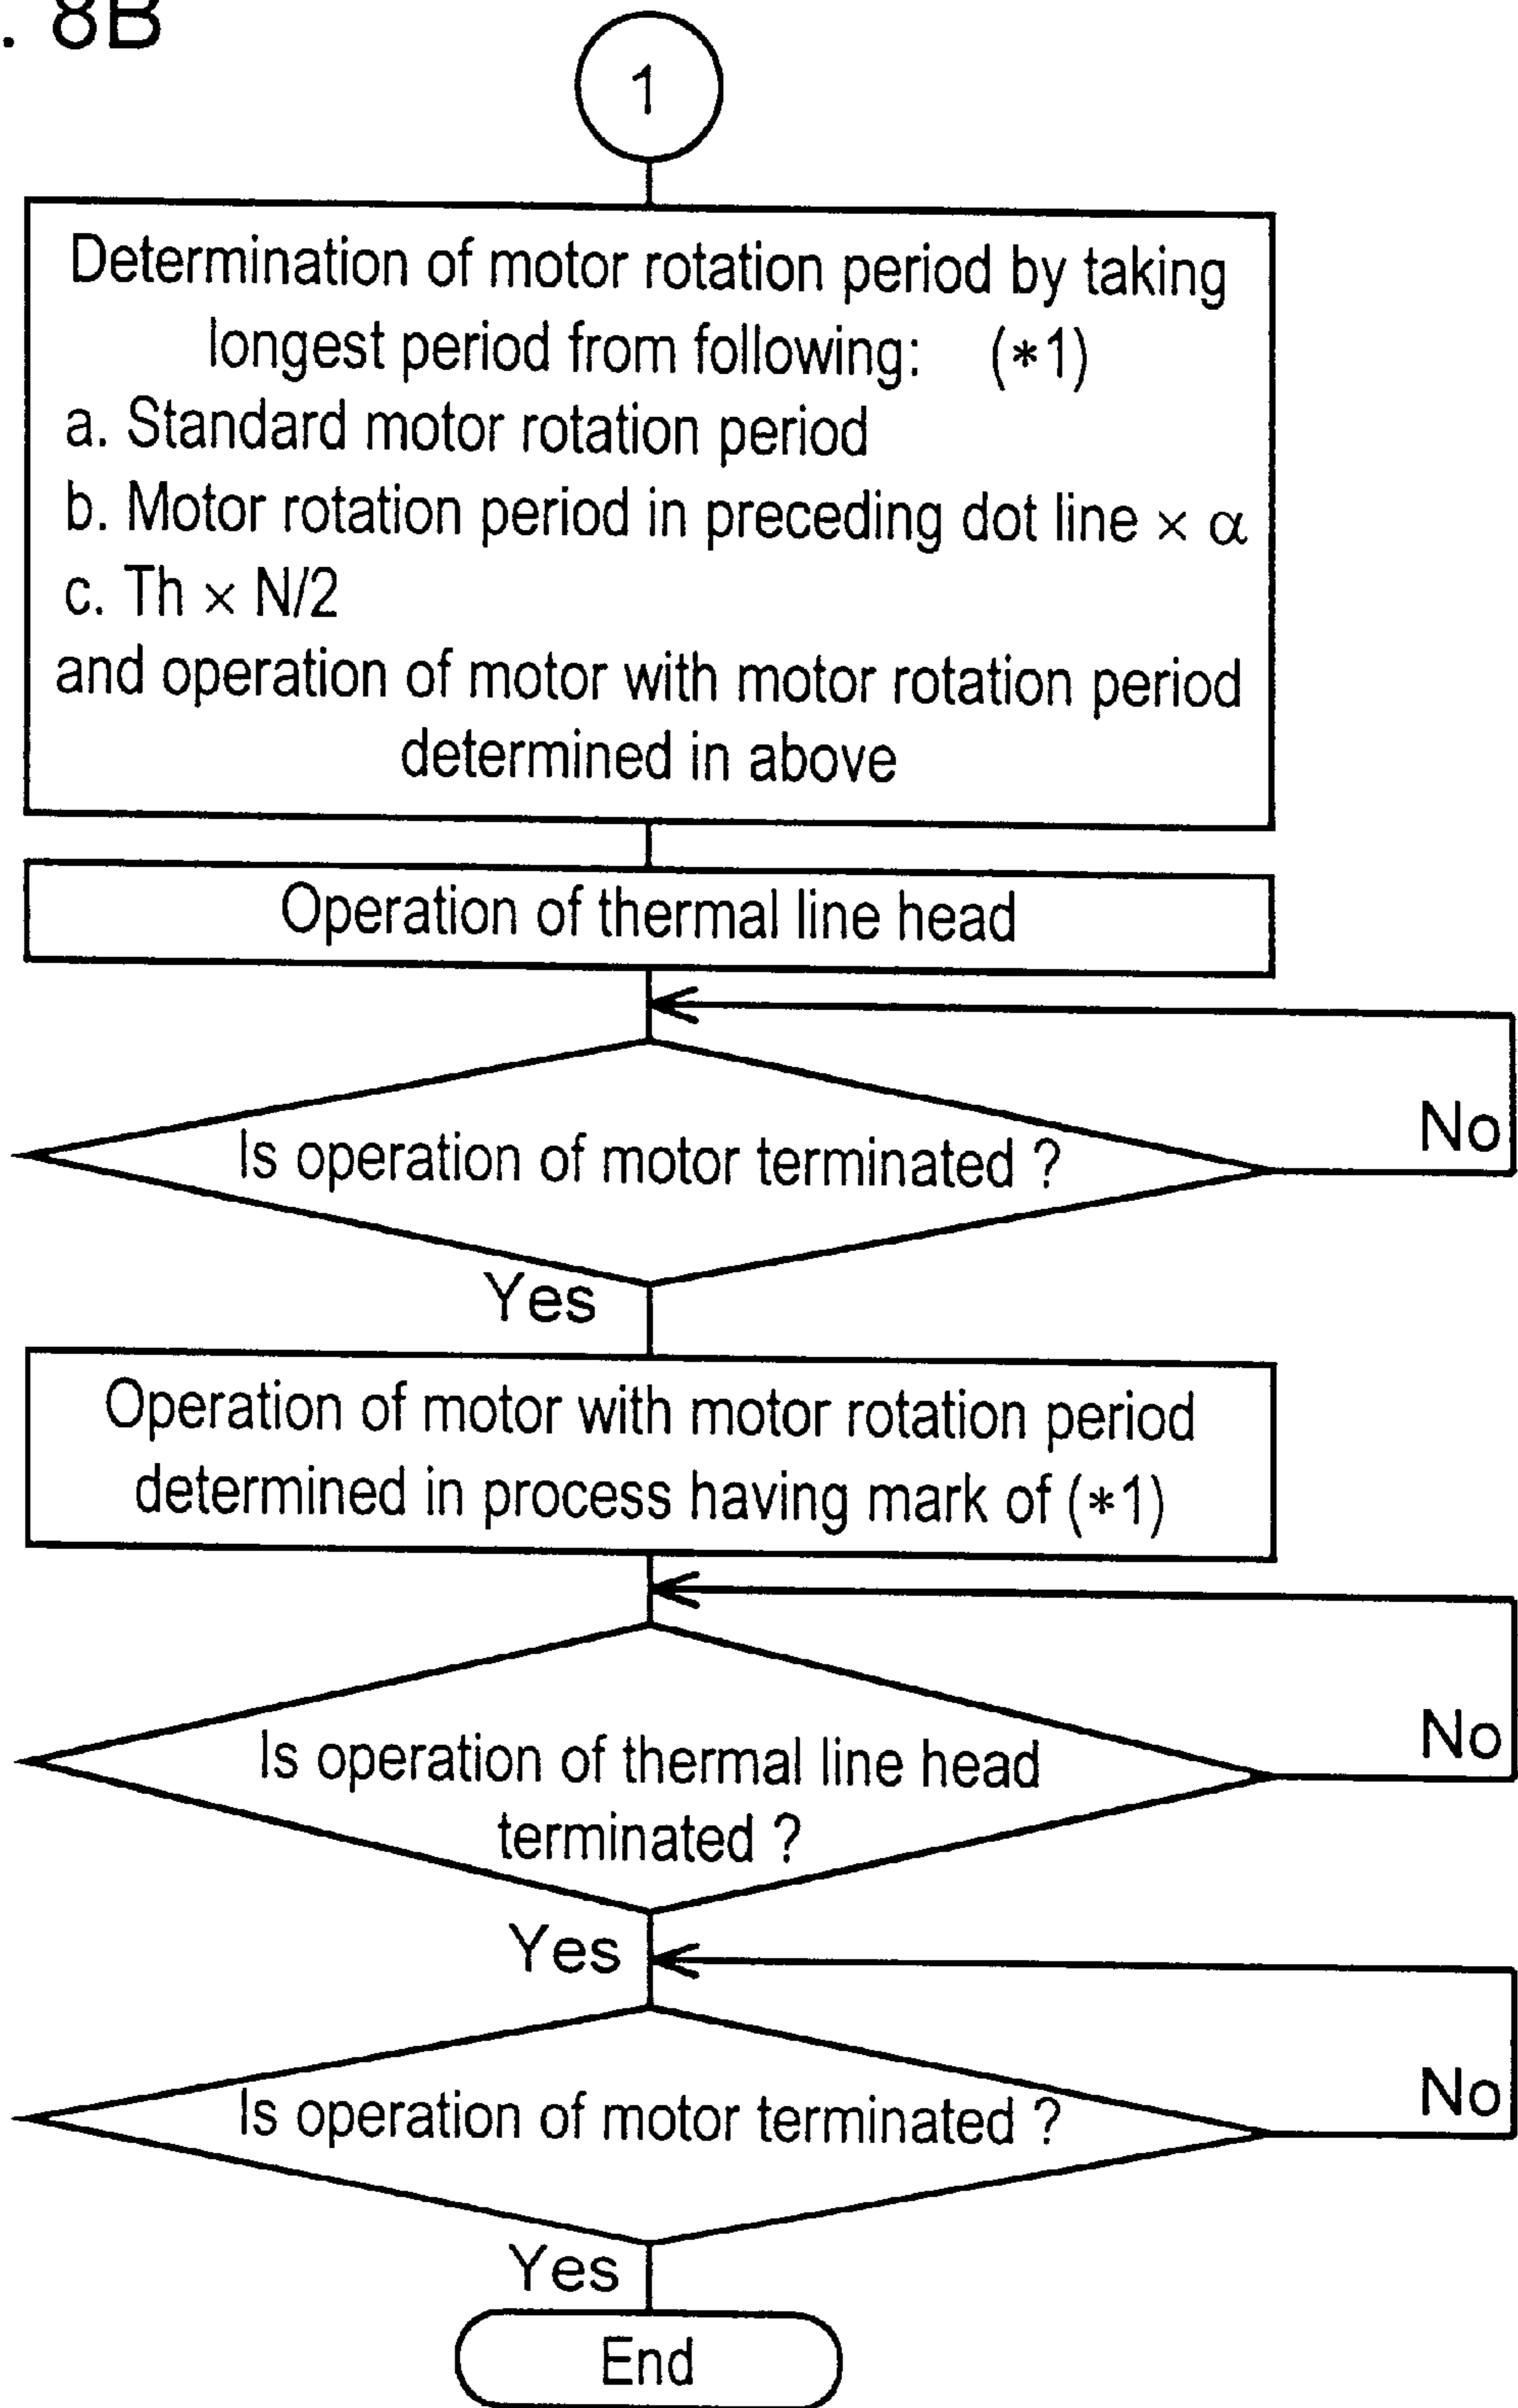 . 8B
1
Determination of motor rotation period by taking
longest period from following: (*1)
a. Standard motor rotation period
b. Motor rotation period in preceding dot line × α
c. Th × N/2
and operation of motor with motor rotation period
determined in above
Operation of thermal line head
Is operation of motor terminated ?
No
Yes
Operation of motor with motor rotation period
determined in process having mark of (*1)
Is operation of thermal line head
terminated ?
No
Yes
Is operation of motor terminated ?
No
Yes
End